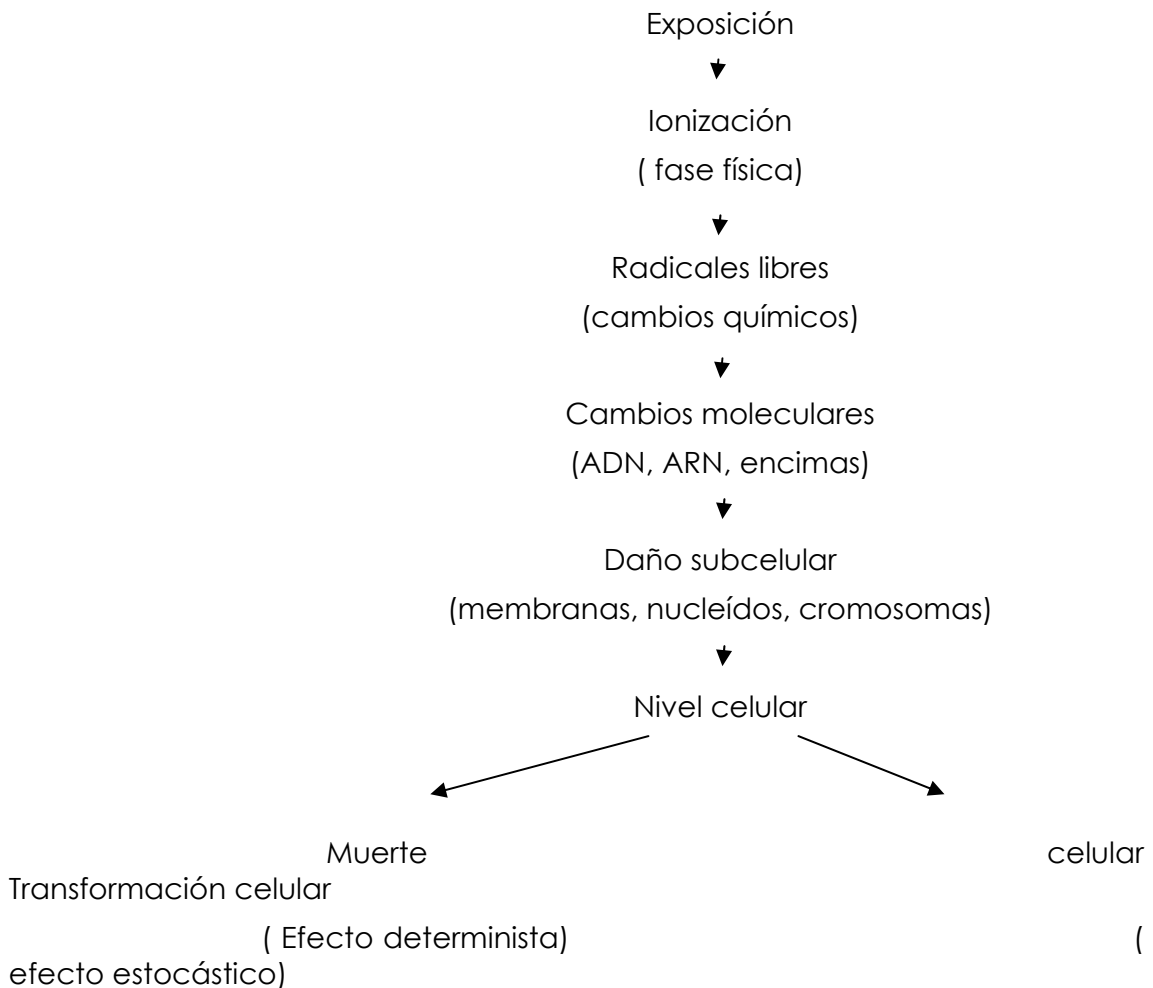 Exposición
Ionización
( fase física)
Radicales libres
(cambios químicos)
Cambios moleculares
(ADN, ARN, encimas)
Daño subcelular
(membranas, nucleídos, cromosomas)
Nivel celular
Muerte celular
Transformación celular
( Efecto determinista) (
efecto estocástico)